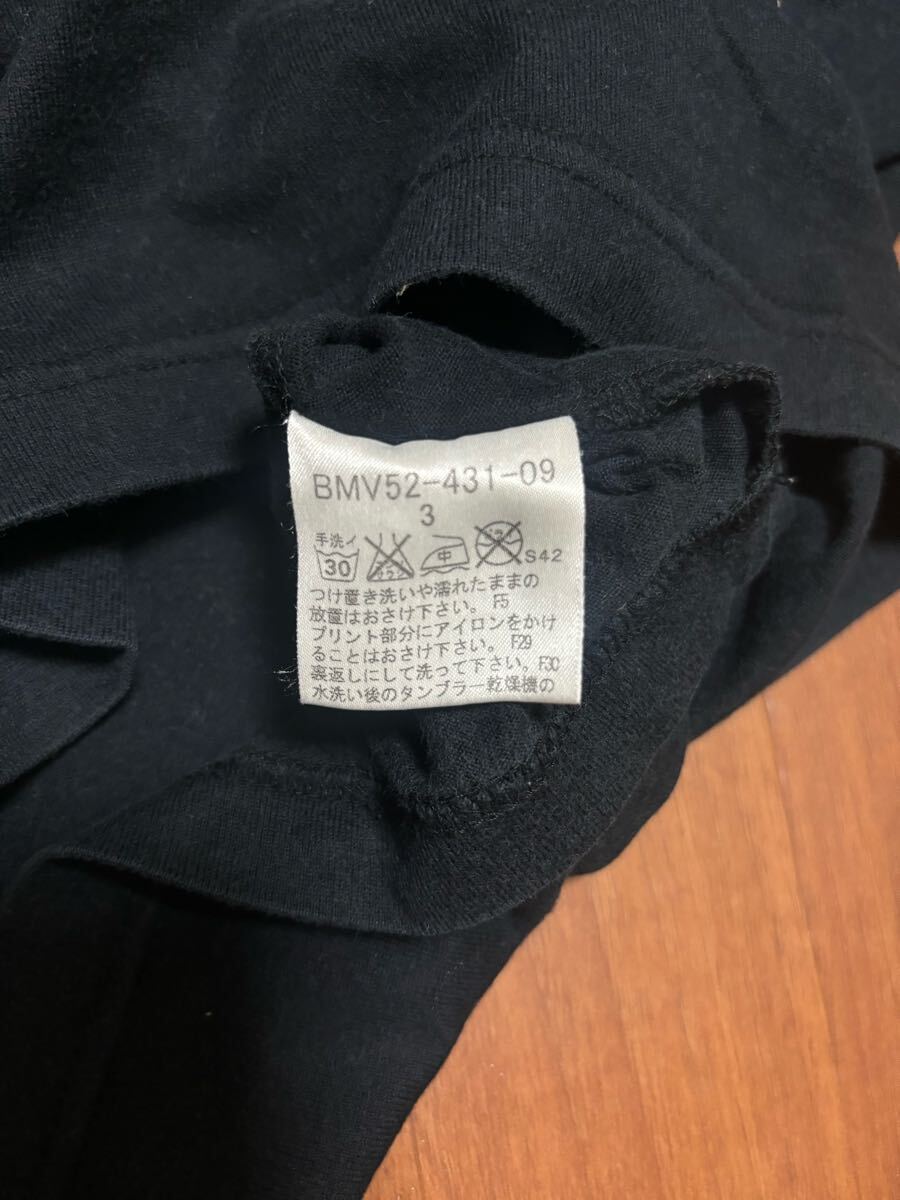 BMV52-431-09
3
手洗イ
30 中 S42
つけ置き洗いや濡れたままの
放置はおさけ下さい。 F5
プリント部分にアイロンをかけ
ることはおさけ下さい。 F29
裏返しにして洗って下さい。F30
水洗い後のタンブラー乾燥機の